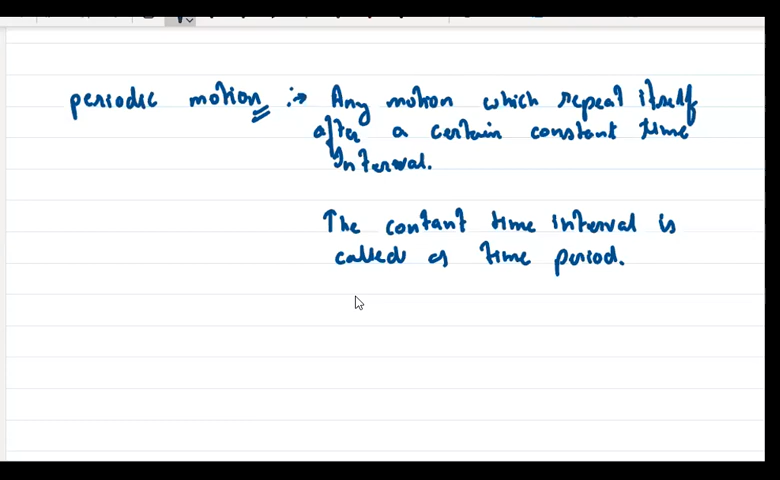 periodic motion :→ Any motion which repeat itself
after a certain constant time
Interval.
The contant time interval is
called as time period.